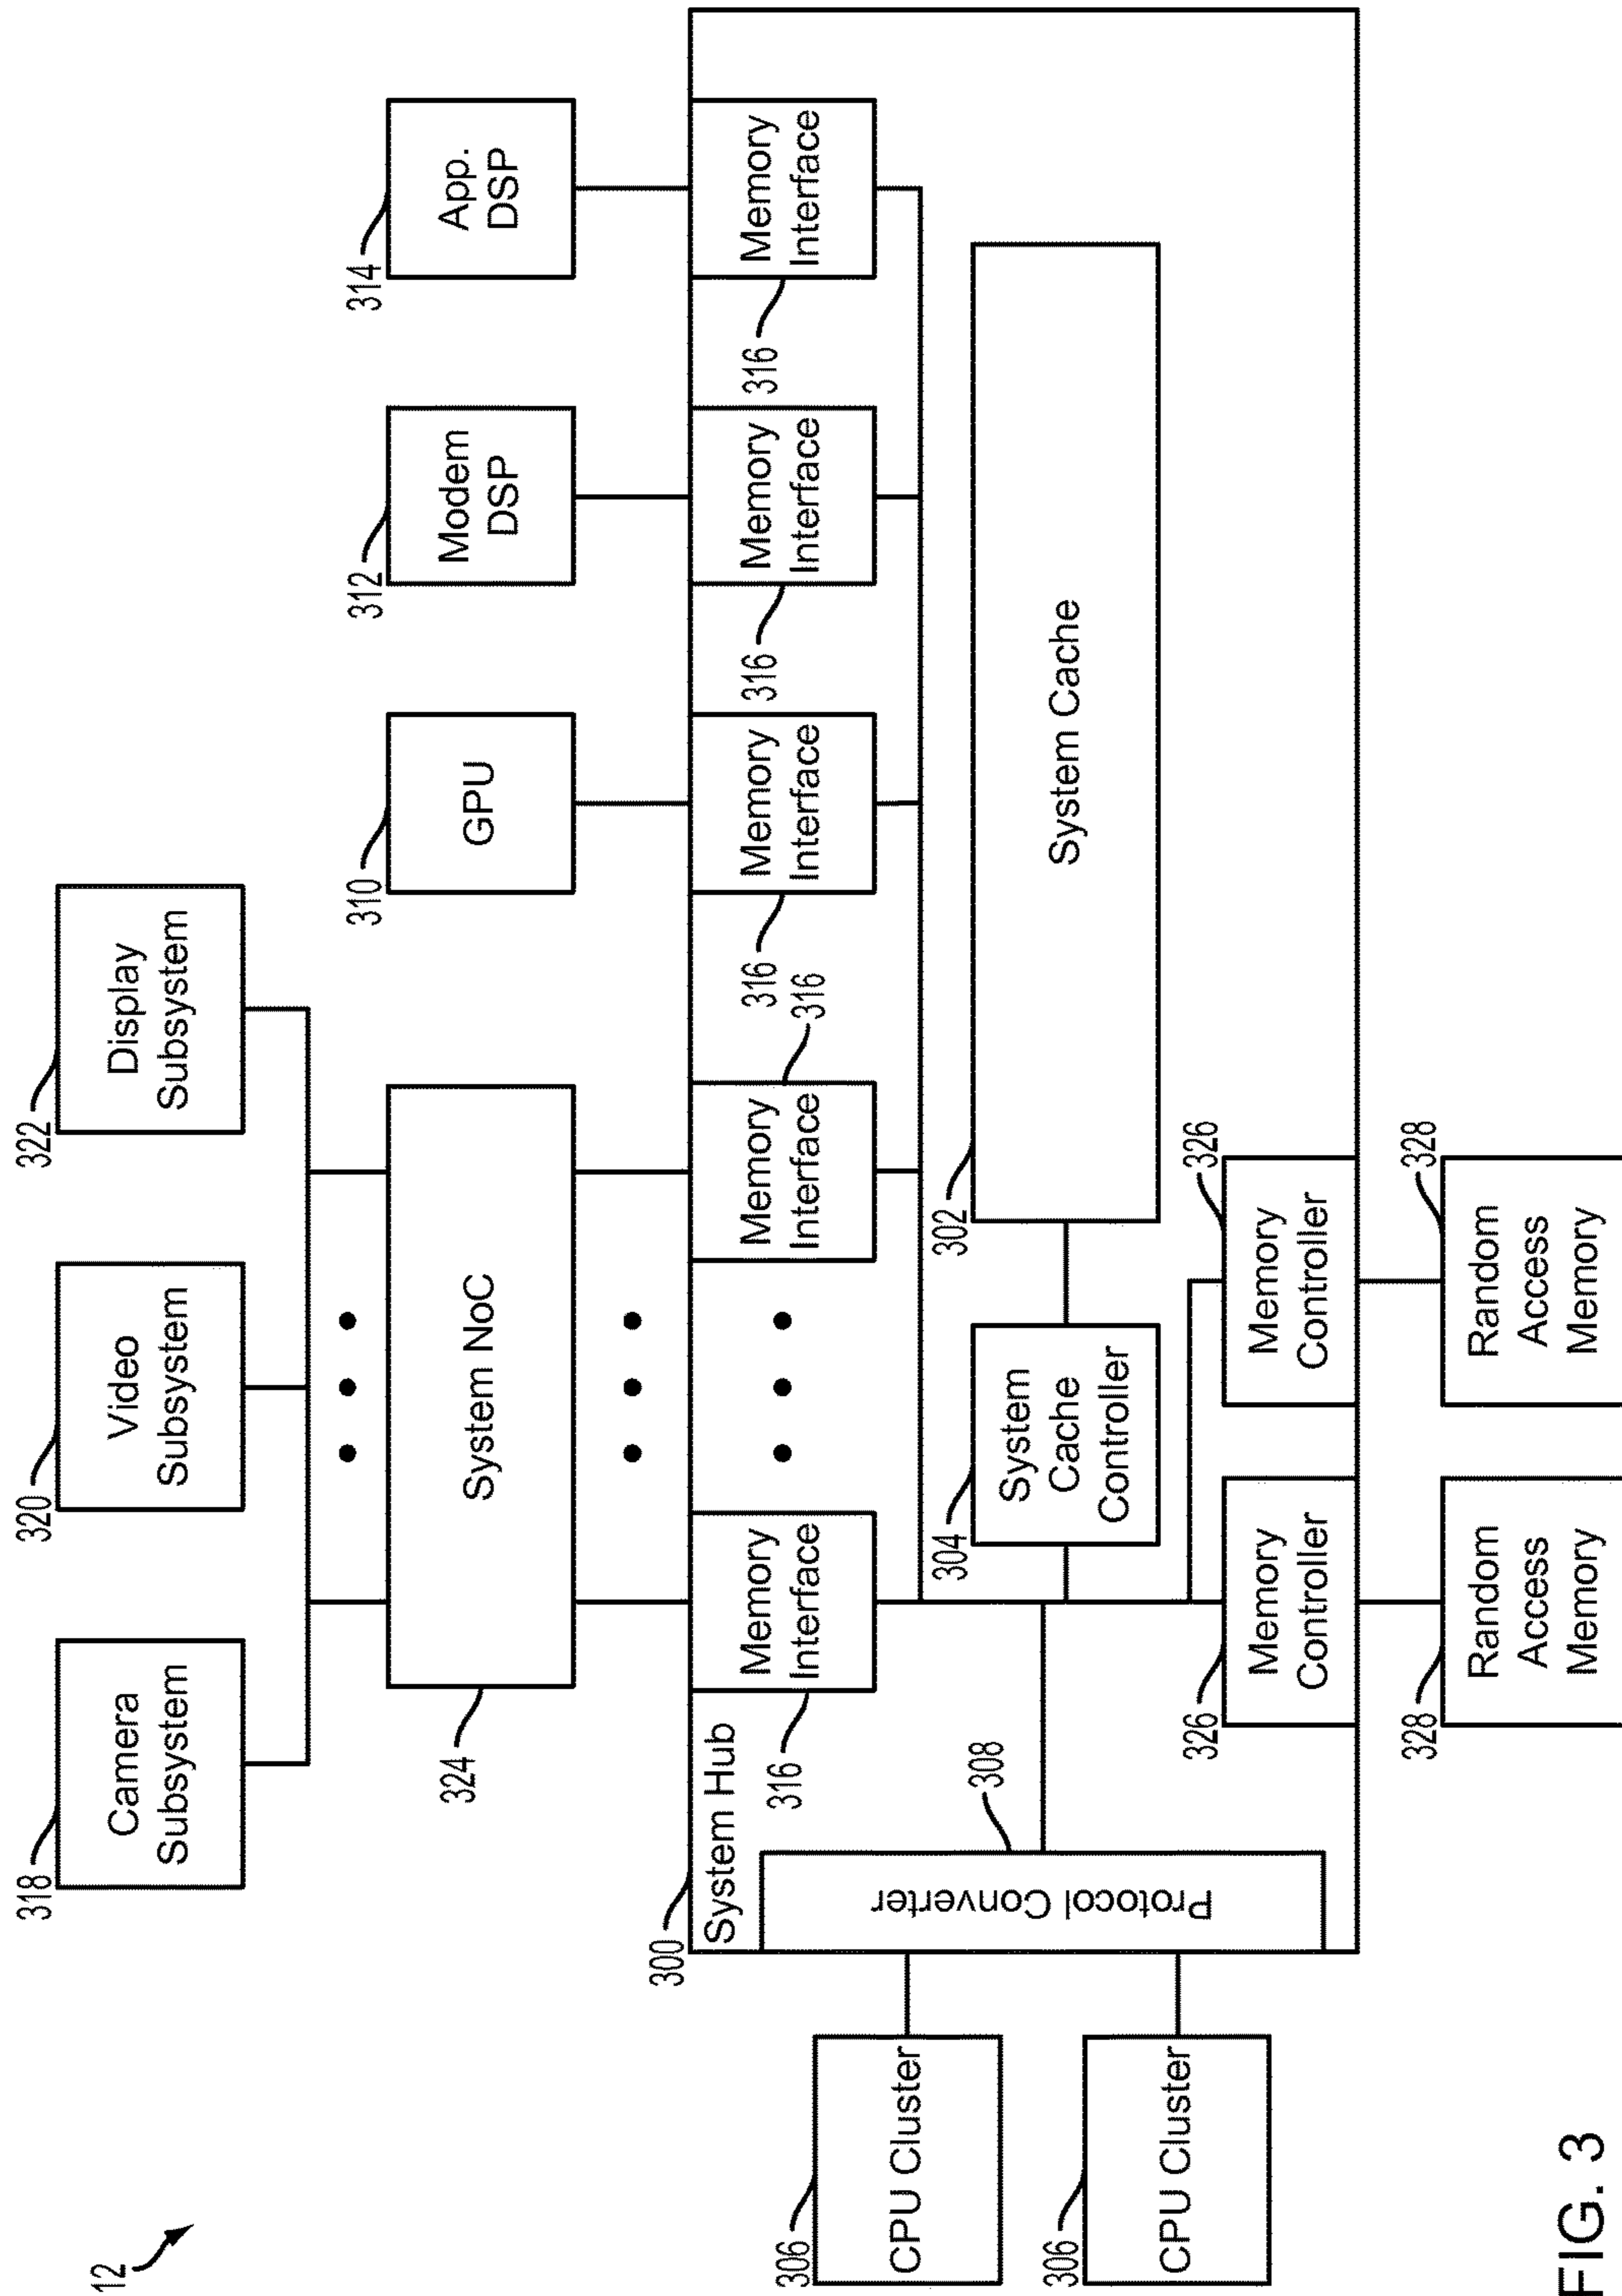 12
318
Camera
Subsystem
320
Video
Subsystem
322
Display
Subsystem
324
System NoC
310
GPU
312
Modem
DSP
314
App.
DSP
300
System Hub
316
Memory
Interface
Memory
Interface
316
316
Memory
Interface
316
Memory
Interface
316
Memory
Interface
306
CPU Cluster
306
CPU Cluster
Protocol Converter
308
304
System
Cache
Controller
302
System Cache
326
Memory
Controller
Memory
Controller
326
328
Random
Access
Memory
Random
Access
Memory
328
FIG. 3